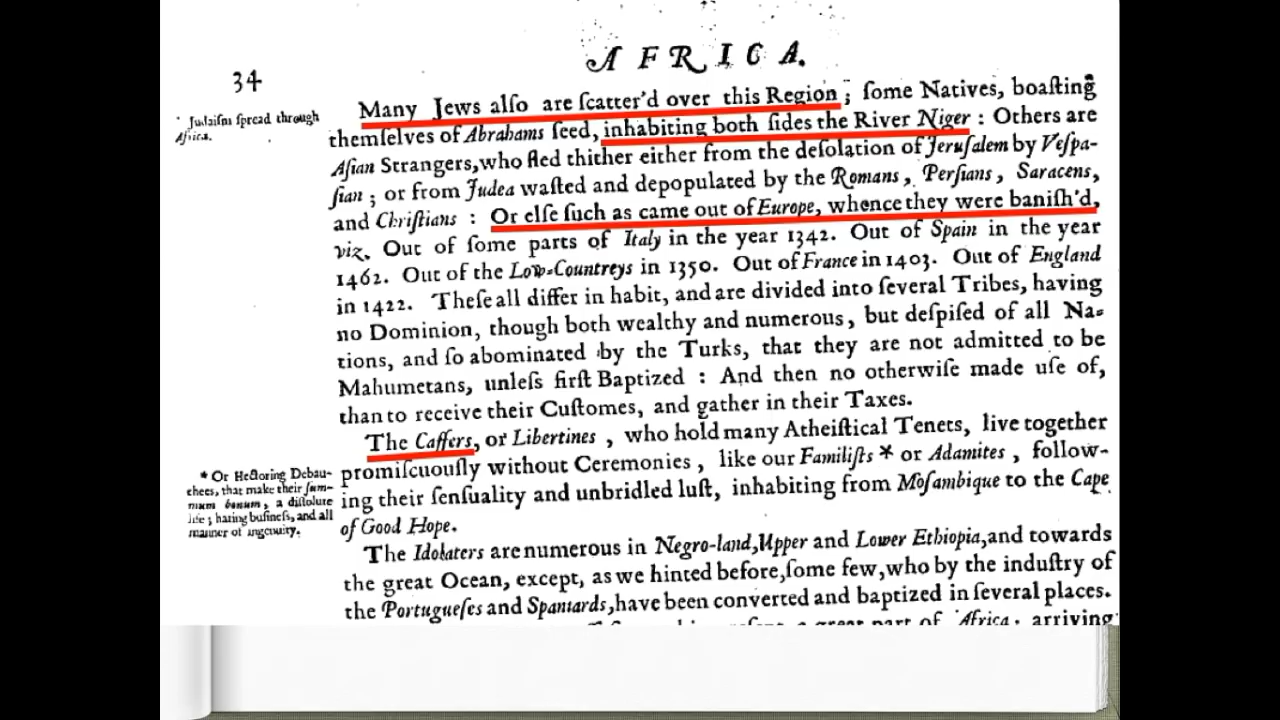 AFRICA.
34
Many Jews alſo are ſcatter'd over this Region; ſome Natives, boaſting
themſelves of Abrahams ſeed, inhabiting both ſides the River Niger : Others are
Aſian Strangers, who fled thither either from the deſolation of Jeruſalem by Veſpa-
ſian ; or from Judea waſted and depopulated by the Romans, Perſians, Saracens,
and Chriſtians : Or elſe ſuch as came out of Europe, whence they were baniſh'd,
viz. Out of ſome parts of Italy in the year 1342. Out of Spain in the year
1462. Out of the Low-Countreys in 1350. Out of France in 1403. Out of England
in 1422. Theſe all differ in habit, and are divided into ſeveral Tribes, having
no Dominion, though both wealthy and numerous, but deſpiſed of all Na-
tions, and ſo abominated by the Turks, that they are not admitted to be
Mahumetans, unleſs firſt Baptized : And then no otherwiſe made uſe of,
than to receive their Cuſtomes, and gather in their Taxes.
The Caffers, or Libertines, who hold many Atheiſtical Tenets, live together
promiſcuouſly without Ceremonies, like our Familiſts * or Adamites, follow-
ing their ſenſuality and unbridled luſt, inhabiting from Moſambique to the Cape
of Good Hope.
The Idolaters are numerous in Negro-land, Upper and Lower Ethiopia, and towards
the great Ocean, except, as we hinted before, ſome few, who by the induſtry of
the Portugueſes and Spaniards, have been converted and baptized in ſeveral places.
great part of Africa; arriving
Judaiſm ſpread through
Africa.
* Or Hectoring Debau-
chees, that make their ſum-
mum bonum, a diſſolute
life; hating buſineſs, and all
manner of ingenuity.